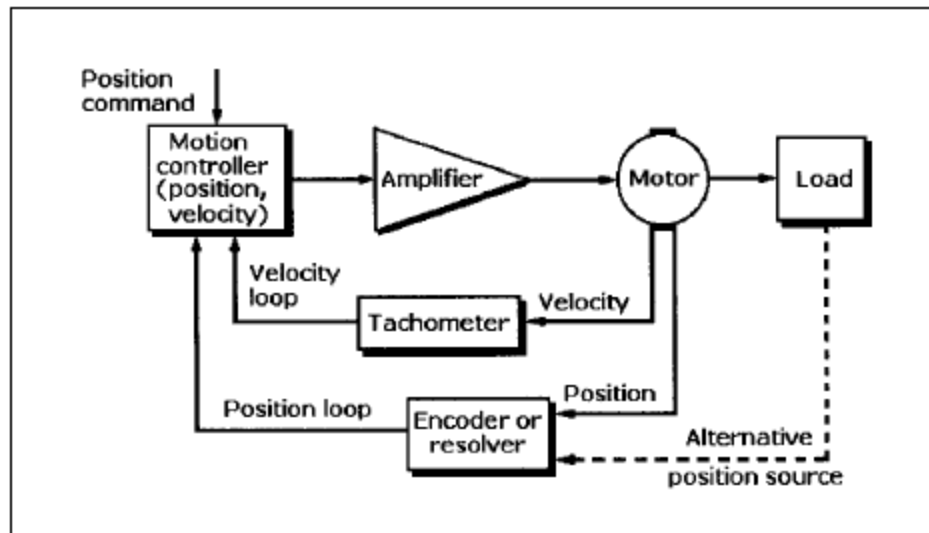 Position
command
Motion
controller
(position,
velocity)
Amplifier
Motor
Load
Velocity
loop
Velocity
Tachometer
Position
Position loop
Encoder or
resolver
Alternative
position source